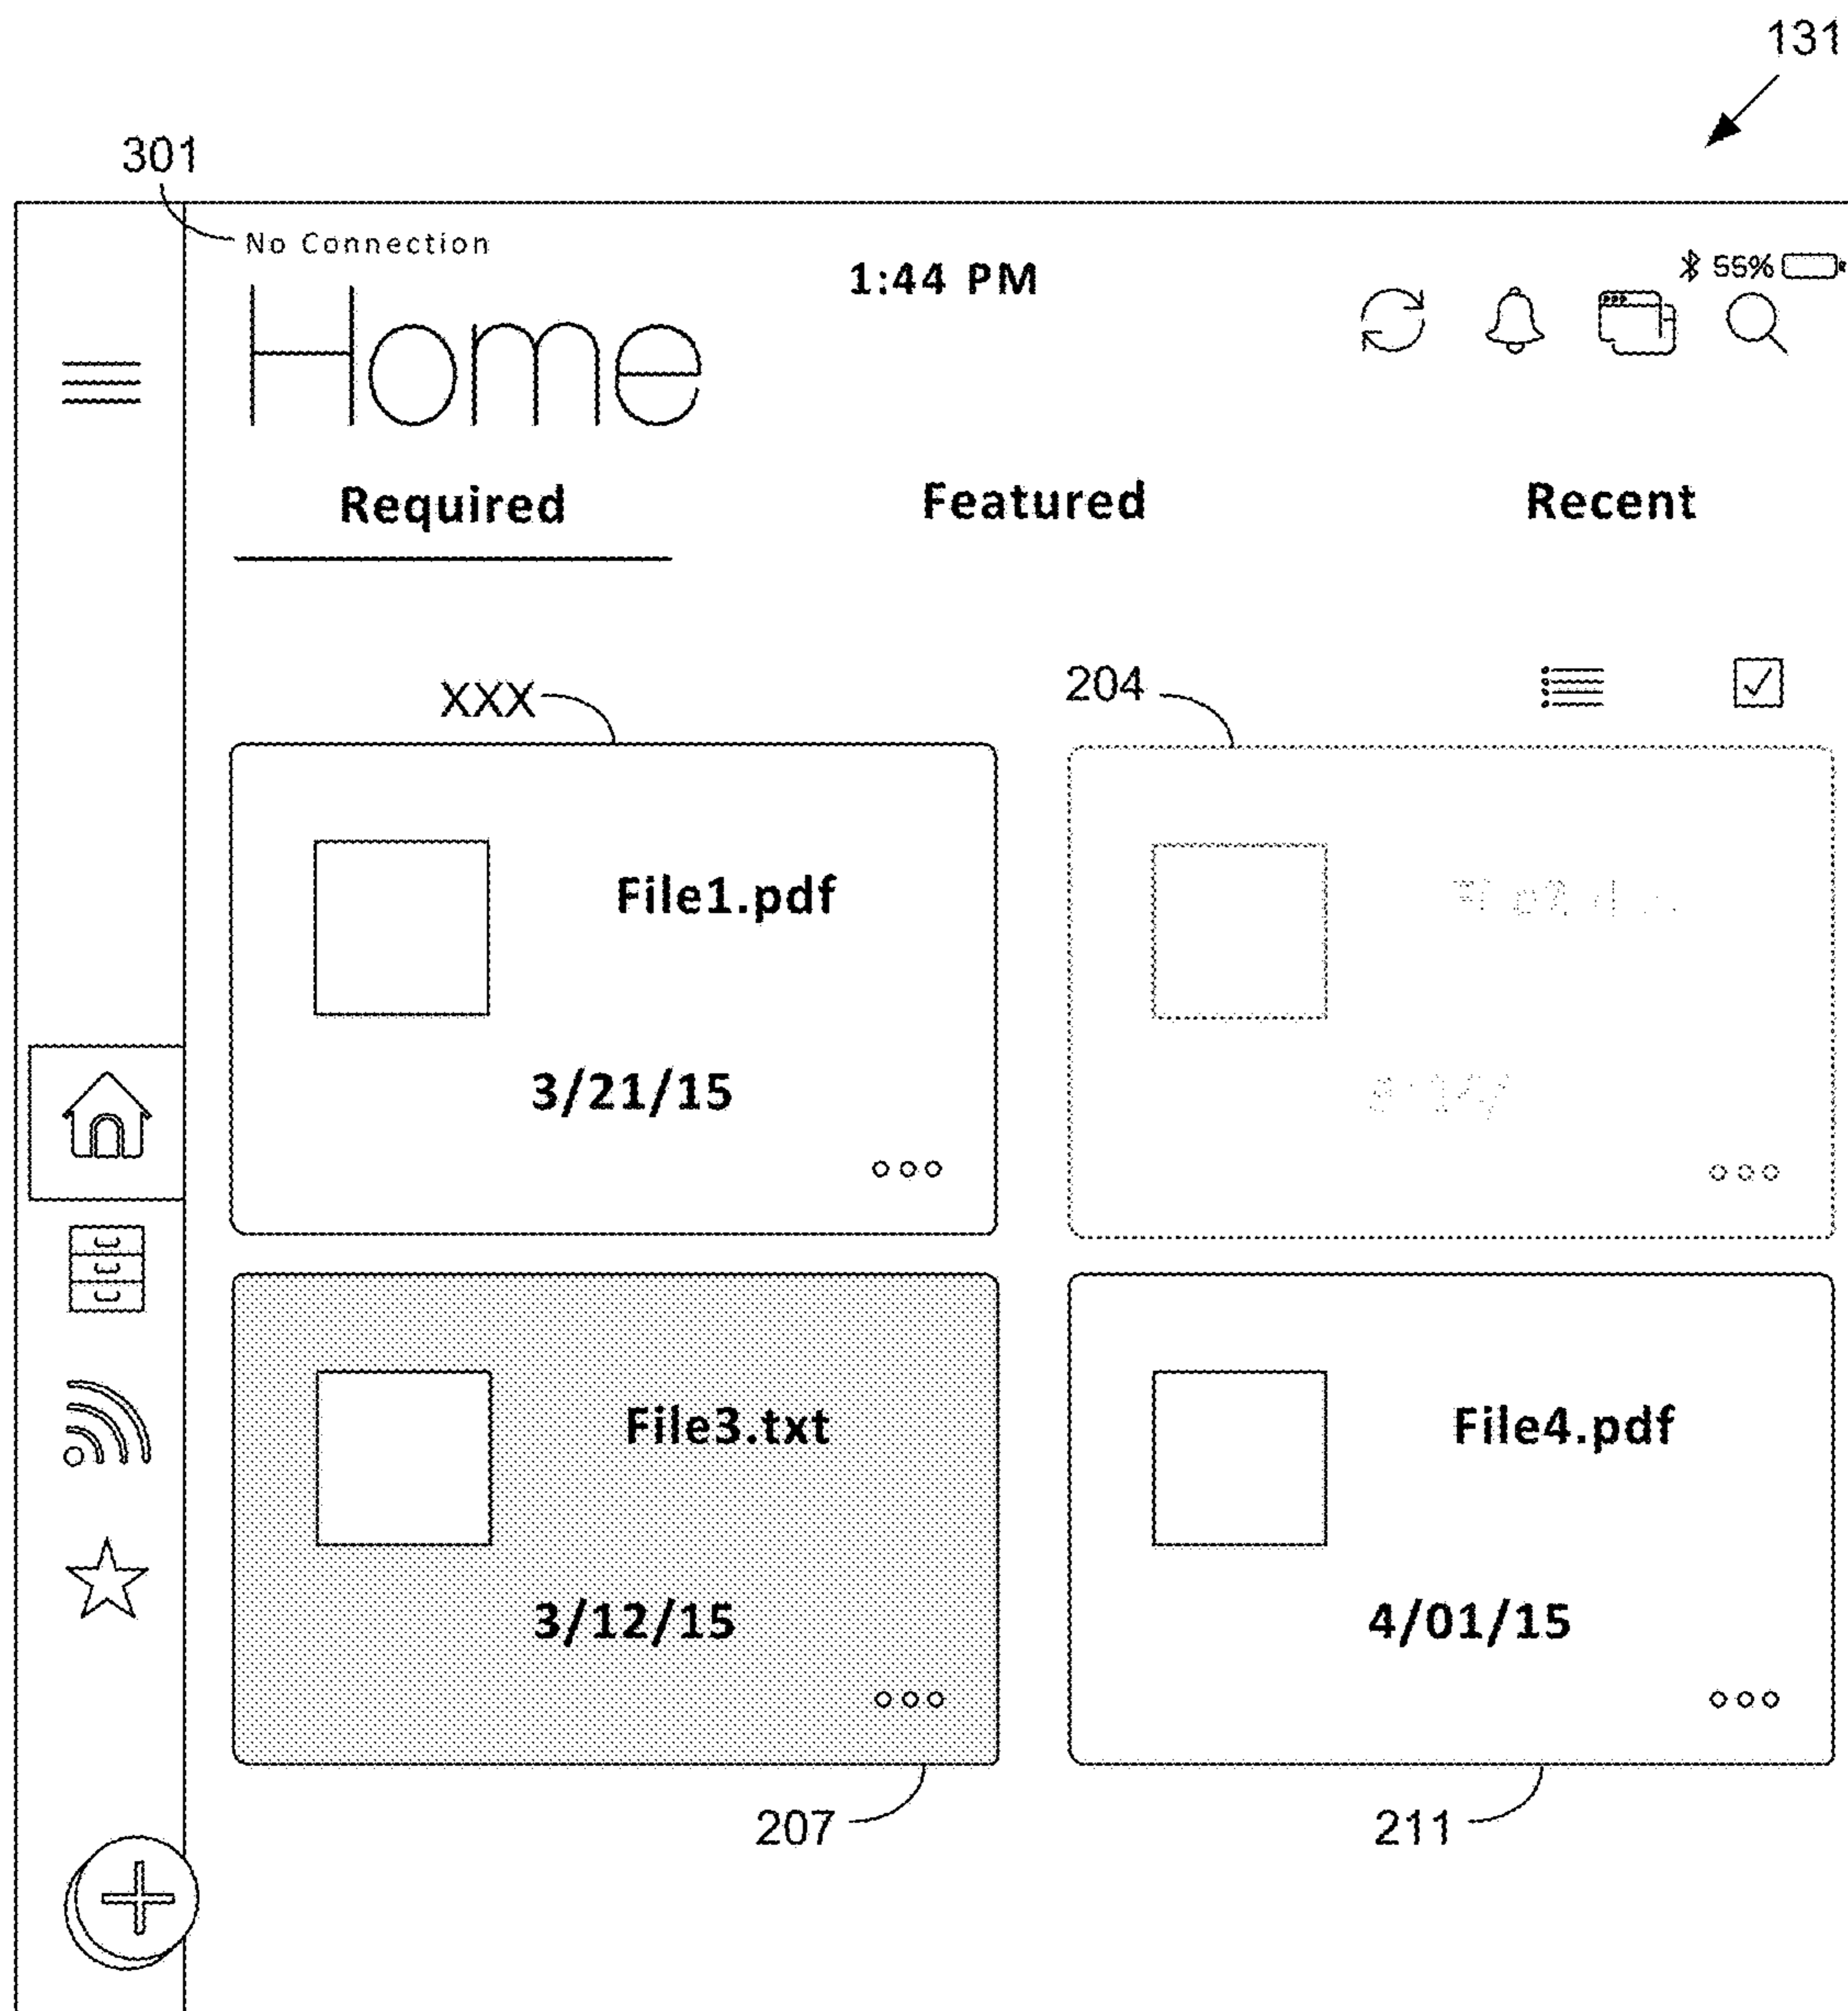 131
301
No Connection
1:44 PM
55%
Home
Required
Featured
Recent
XXX
204
File1.pdf
3/21/15
File3.txt
3/12/15
File4.pdf
4/01/15
207
211